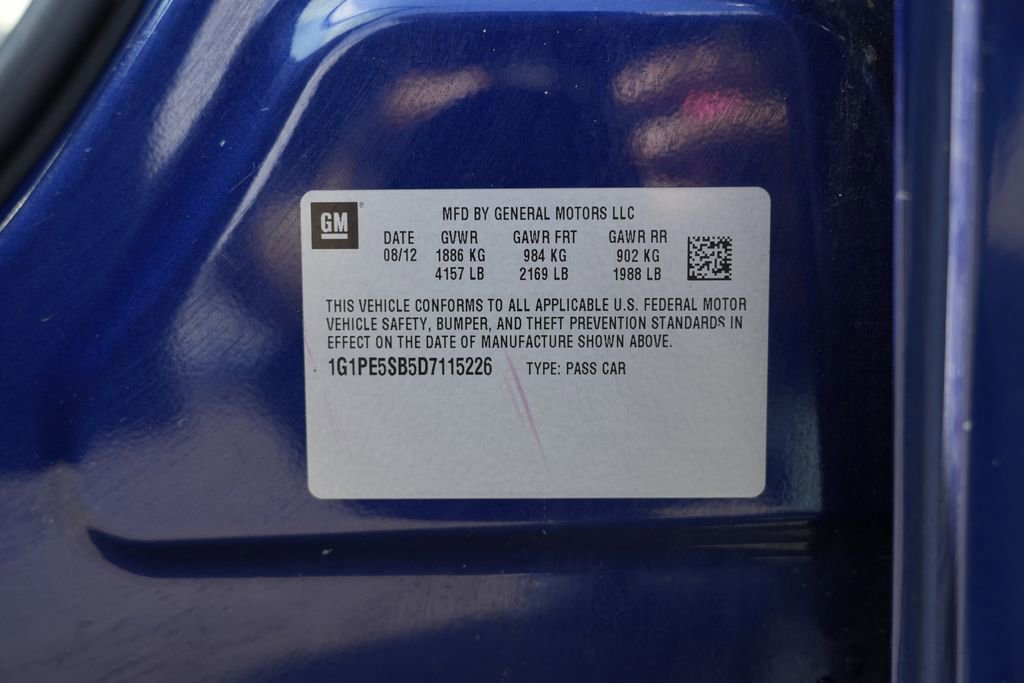 GM
MFD BY GENERAL MOTORS LLC
DATE GVWR GAWR FRT GAWR RR
08/12 1886 KG 984 KG 902 KG
4157 LB 2169 LB 1988 LB
THIS VEHICLE CONFORMS TO ALL APPLICABLE U.S. FEDERAL MOTOR
VEHICLE SAFETY, BUMPER, AND THEFT PREVENTION STANDARDS IN
EFFECT ON THE DATE OF MANUFACTURE SHOWN ABOVE.
1G1PE5SB5D7115226 TYPE: PASS CAR